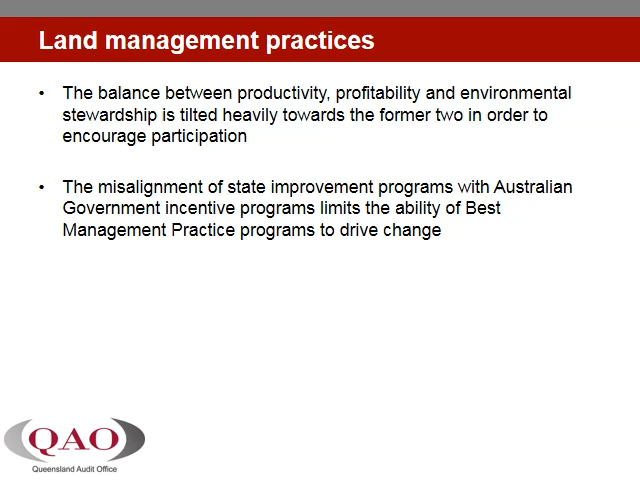 Land management practices
• The balance between productivity, profitability and environmental
stewardship is tilted heavily towards the former two in order to
encourage participation
• The misalignment of state improvement programs with Australian
Government incentive programs limits the ability of Best
Management Practice programs to drive change
QAO
Queensland Audit Office